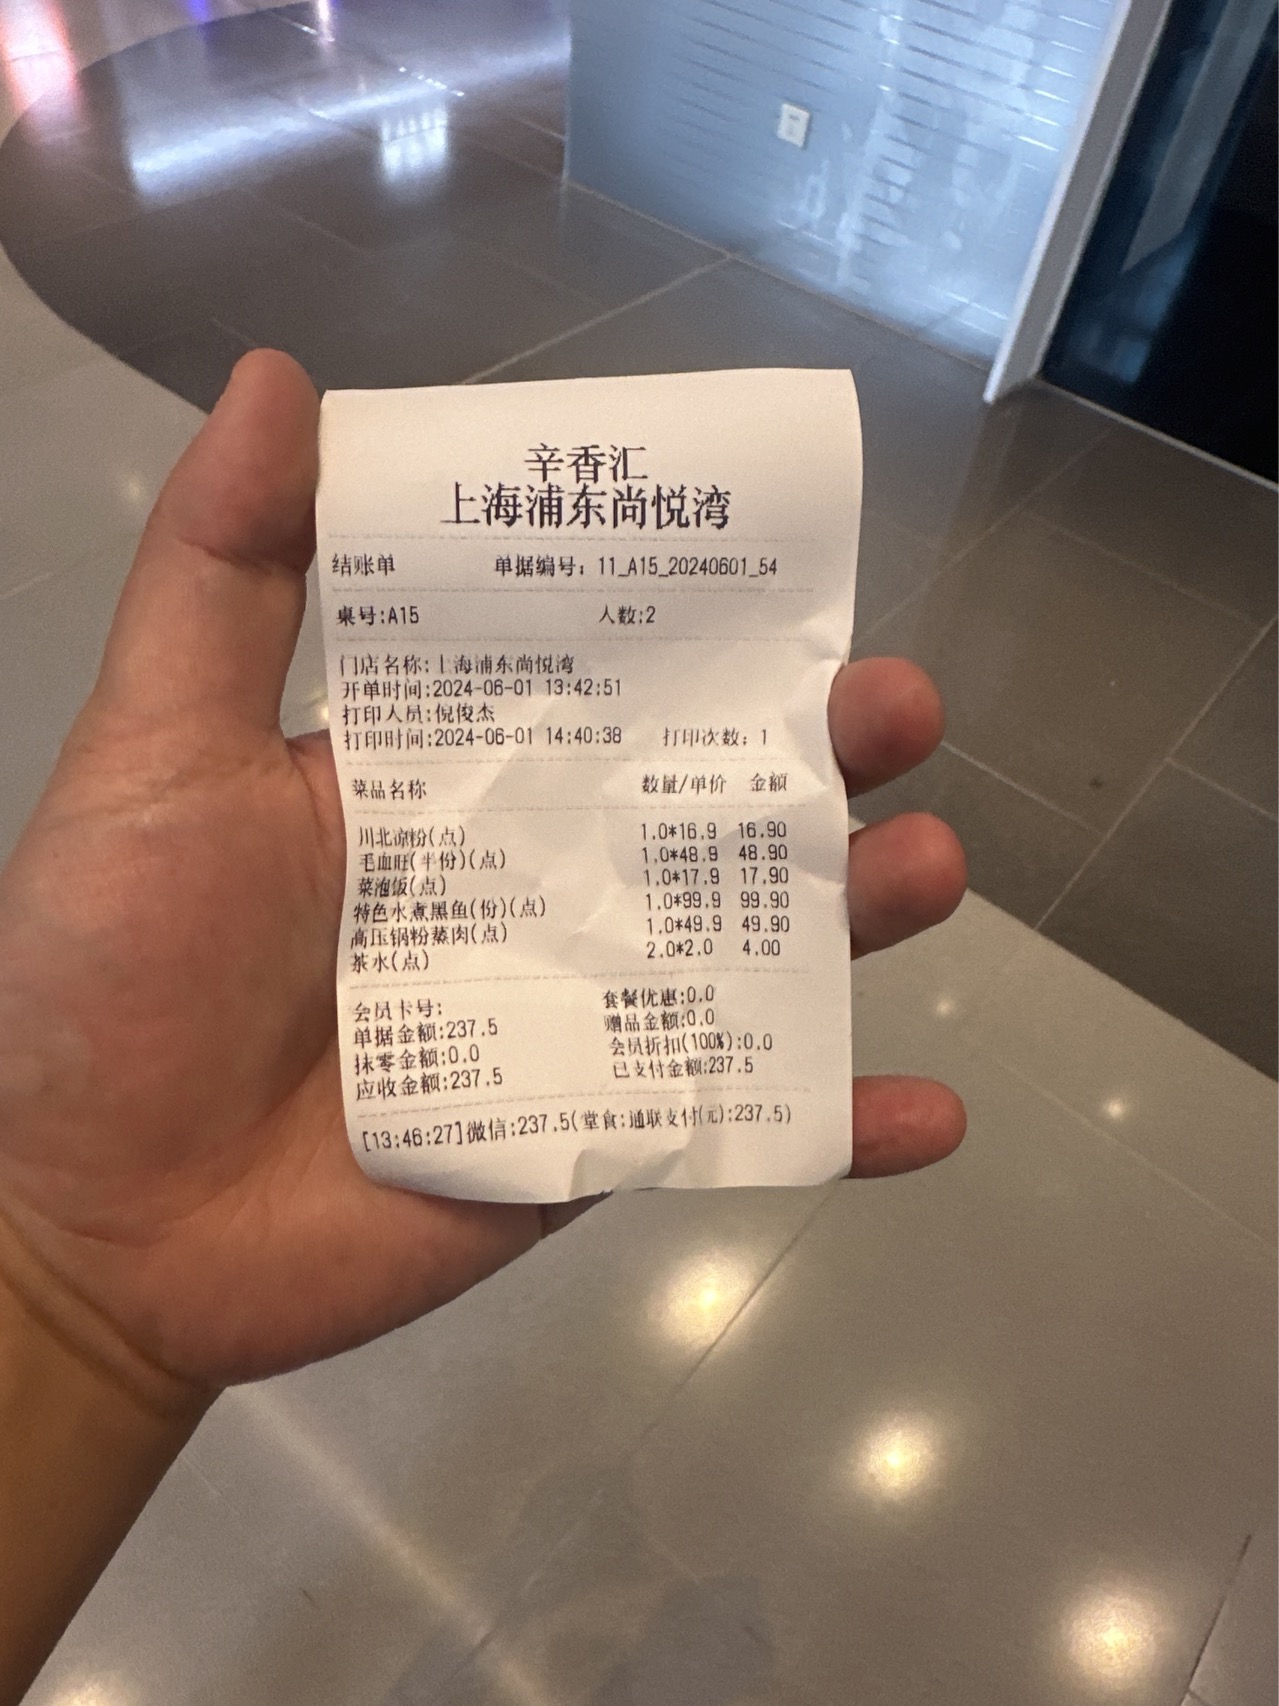 辛香汇
上海浦东尚悦湾
结账单 单据编号：11_A15_20240601_54
桌号:A15 人数:2
门店名称:上海浦东尚悦湾
开单时间:2024-06-01 13:42:51
打印人员:倪俊杰
打印时间:2024-06-01 14:40:38 打印次数：1
菜品名称 数量/单价 金额
川北凉粉(点) 1.0*16.9 16.90
毛血旺(半份)(点) 1.0*48.9 48.90
菜泡饭(点) 1.0*17.9 17.90
特色水煮黑鱼(份)(点) 1.0*99.9 99.90
高压锅粉蒸肉(点) 1.0*49.9 49.90
茶水(点) 2.0*2.0 4.00
会员卡号: 套餐优惠:0.0
单据金额:237.5 赠品金额:0.0
抹零金额:0.0 会员折扣(100%):0.0
应收金额:237.5 已支付金额:237.5
[13:46:27]微信:237.5(堂食:通联支付(元):237.5)